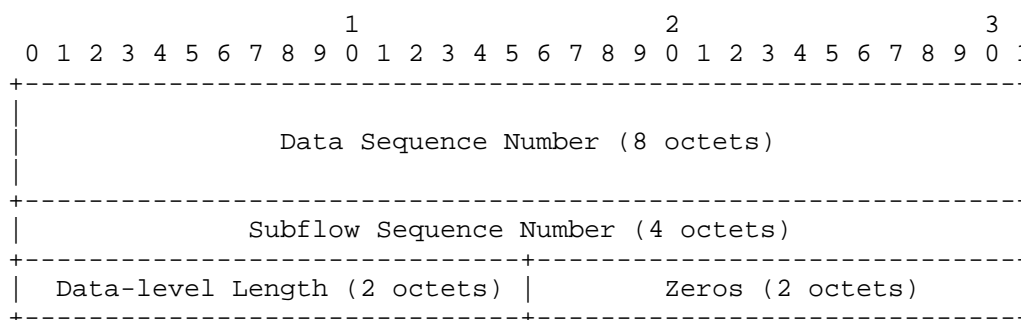 1                   2                   3
 0 1 2 3 4 5 6 7 8 9 0 1 2 3 4 5 6 7 8 9 0 1 2 3 4 5 6 7 8 9 0 1
+--------------------------------------------------------------
|
|                Data Sequence Number (8 octets)
|
+--------------------------------------------------------------
|              Subflow Sequence Number (4 octets)
+-------------------------------+------------------------------
|  Data-level Length (2 octets) |        Zeros (2 octets)
+-------------------------------+------------------------------